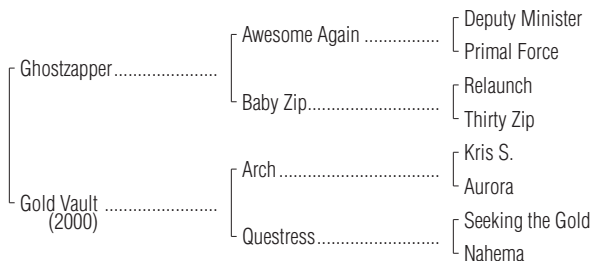 Deputy Minister
Awesome Again ..................
Primal Force
Ghostzapper.........................
Relaunch
Baby Zip................................
Thirty Zip
Kris S.
Arch .......................................
Aurora
Gold Vault ...........................
(2000)
Seeking the Gold
Questress..............................
Nahema